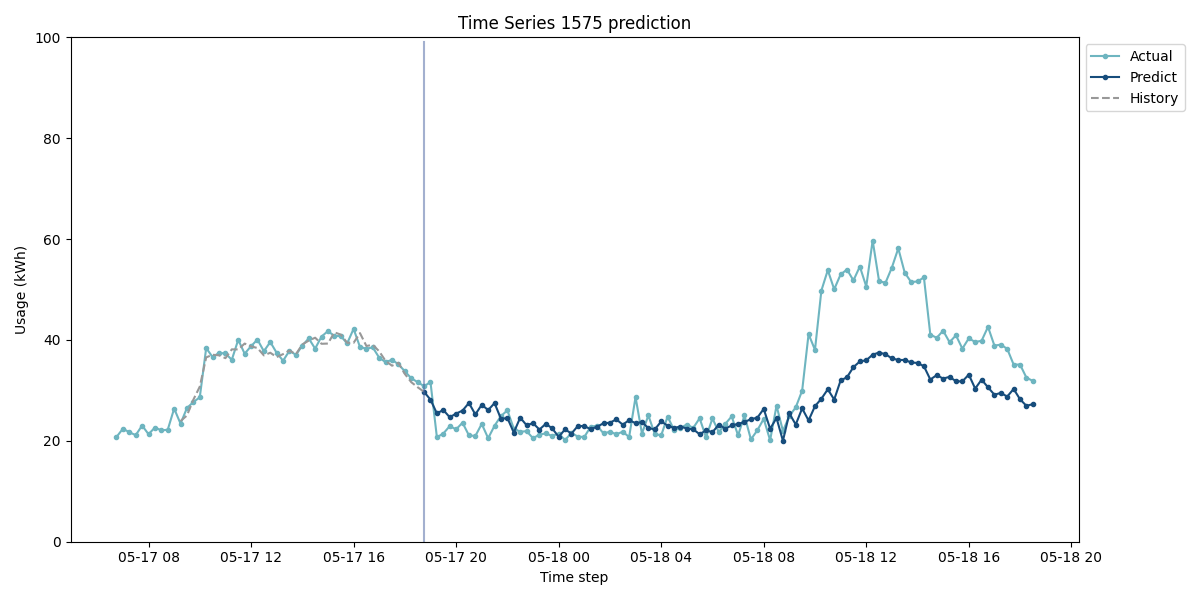 Time Series 1575 prediction
100
80
60
40
20
0
Usage (kWh)
05-17 08 05-17 12 05-17 16 05-17 20 05-18 00 05-18 04 05-18 08 05-18 12 05-18 16 05-18 20
Time step
Actual
Predict
History